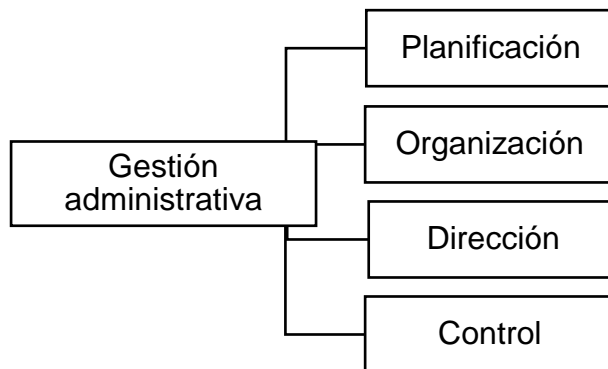 Planificación
Organización
Gestión
administrativa
Dirección
Control